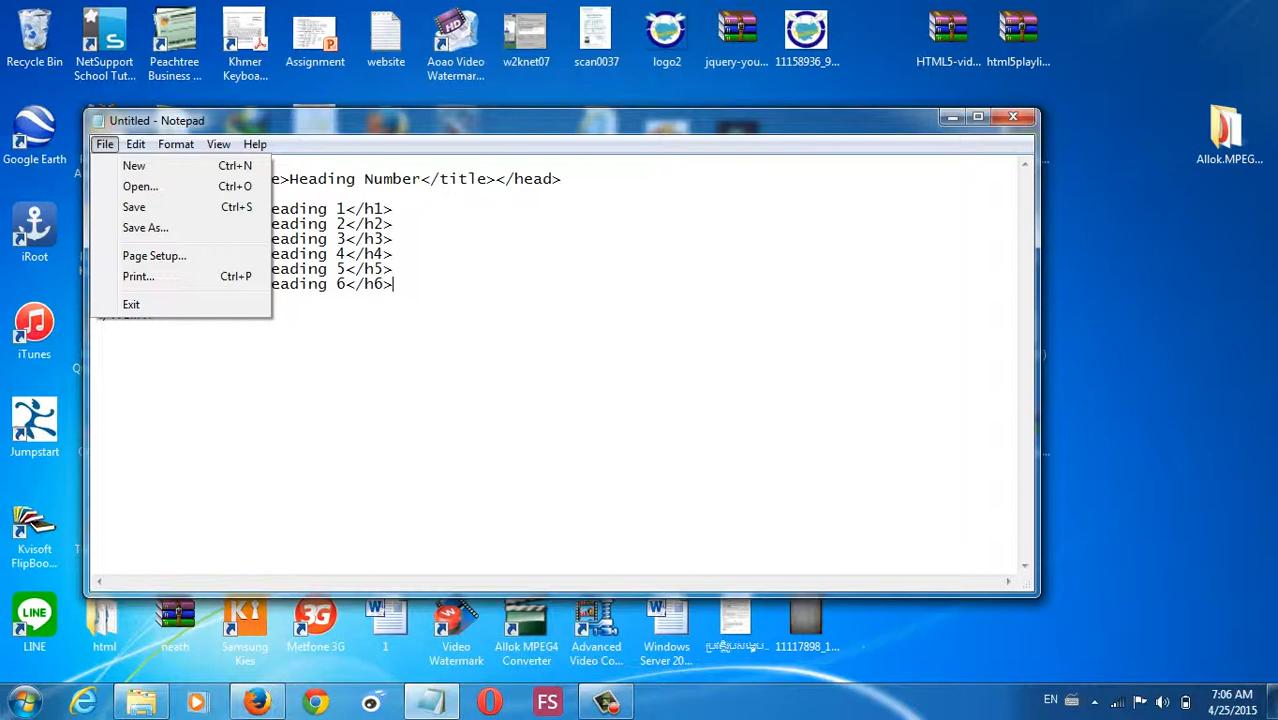 Recycle Bin
NetSupport
School Tut...
Peachtree
Business ...
Khmer
Keyboa...
Assignment
website
Aoao Video
Watermar...
w2knet07
scan0037
logo2
jquery-you...
11158936_9...
HTML5-vid...
html5playli...
Google Earth
Allok.MPEG...
Untitled - Notepad
File Edit Format View Help
New Ctrl+N
Open... Ctrl+O
Save Ctrl+S
Save As...
Page Setup...
Print... Ctrl+P
Exit
e>Heading Number</title></head>
eading 1</h1>
eading 2</h2>
eading 3</h3>
eading 4</h4>
eading 5</h5>
eading 6</h6>
iRoot
iTunes
Jumpstart
Kvisoft
FlipBoo...
LINE
html
neath
Samsung
Kies
Metfone 3G
1
Video
Watermark
Allok MPEG4
Converter
Advanced
Video Co...
Windows
Server 20...
11117898_1...
FS
EN
7:06 AM
4/25/2015